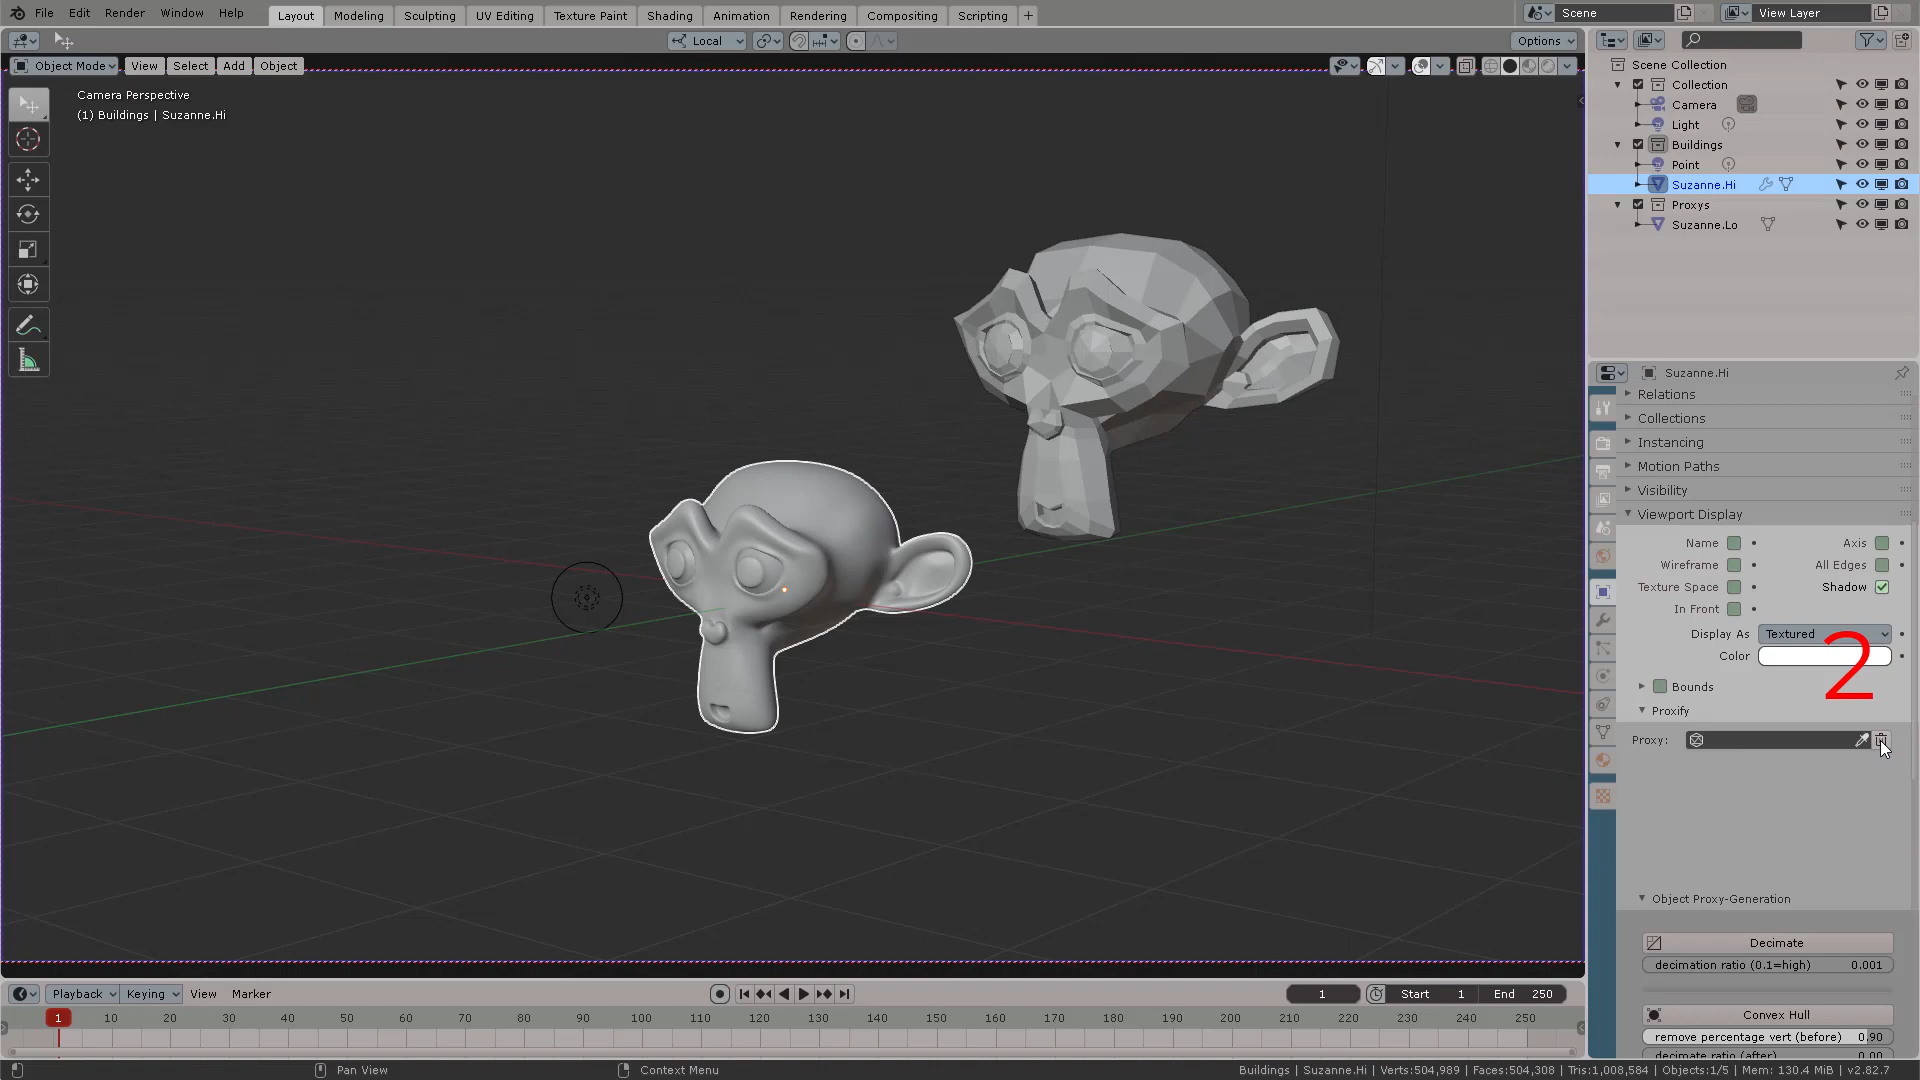 File Edit Render Window Help Layout Modeling Sculpting UV Editing Texture Paint Shading Animation Rendering Compositing Scripting + Scene View Layer
Local Options
Object Mode View Select Add Object
Camera Perspective
(1) Buildings | Suzanne.Hi
Scene Collection
Collection
Camera
Light
Buildings
Point
Suzanne.Hi
Proxys
Suzanne.Lo
Suzanne.Hi
Relations
Collections
Instancing
Motion Paths
Visibility
Viewport Display
Name Axis
Wireframe All Edges
Texture Space Shadow
In Front
Display As Textured
Color
2
Bounds
Proxify
Proxy:
Object Proxy-Generation
Decimate
decimation ratio (0.1=high) 0.001
Convex Hull
remove percentage vert (before) 0.90
decimate ratio (after) 0.00
Playback Keying View Marker 1 Start 1 End 250
1 10 20 30 40 50 60 70 80 90 100 110 120 130 140 150 160 170 180 190 200 210 220 230 240 250
Pan View Context Menu Buildings | Suzanne.Hi | Verts:504,989 | Faces:504,308 | Tris:1,008,584 | Objects:1/5 | Mem: 130.4 MiB | v2.82.7